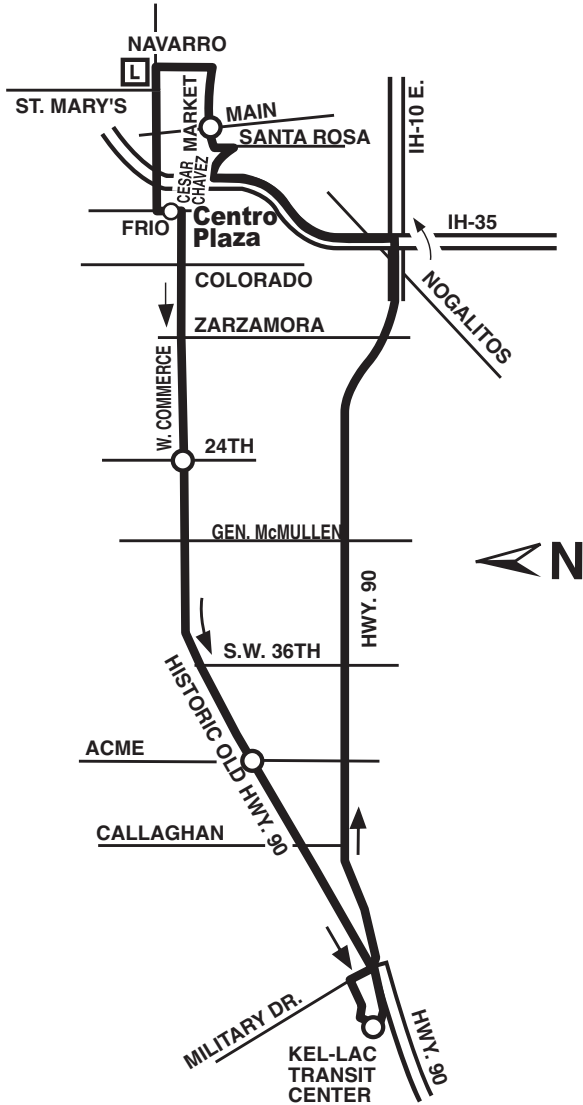 NAVARRO
L
ST. MARY'S
MARKET
MAIN
SANTA ROSA
IH-10 E.
CESAR
CHAVEZ
FRIO
Centro
Plaza
IH-35
COLORADO
NOGALITOS
ZARZAMORA
W. COMMERCE
24TH
GEN. McMULLEN
N
HWY. 90
S.W. 36TH
HISTORIC OLD HWY. 90
ACME
CALLAGHAN
MILITARY DR.
HWY. 90
KEL-LAC
TRANSIT
CENTER